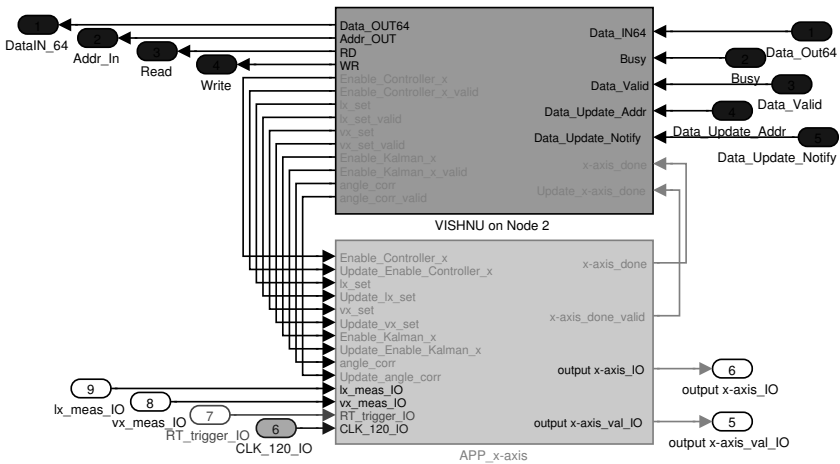 1
DataIN_64
2
Addr_In
3
Read
4
Write
Data_OUT64
Addr_OUT
RD
WR
Enable_Controller_x
Enable_Controller_x_valid
lx_set
lx_set_valid
vx_set
vx_set_valid
Enable_Kalman_x
Enable_Kalman_x_valid
angle_corr
angle_corr_valid
Data_IN64
Busy
Data_Valid
Data_Update_Addr
Data_Update_Notify
x-axis_done
Update_x-axis_done
1
Data_Out64
2
Busy
3
Data_Valid
4
Data_Update_Addr
5
Data_Update_Notify
VISHNU on Node 2
Enable_Controller_x
Update_Enable_Controller_x
lx_set
Update_lx_set
vx_set
Update_vx_set
Enable_Kalman_x
Update_Enable_Kalman_x
angle_corr
Update_angle_corr
lx_meas_IO
vx_meas_IO
RT_trigger_IO
CLK_120_IO
x-axis_done
x-axis_done_valid
output x-axis_IO
output x-axis_val_IO
9
lx_meas_IO
8
vx_meas_IO
7
RT_trigger_IO
6
CLK_120_IO
6
output x-axis_IO
5
output x-axis_val_IO
APP_x-axis